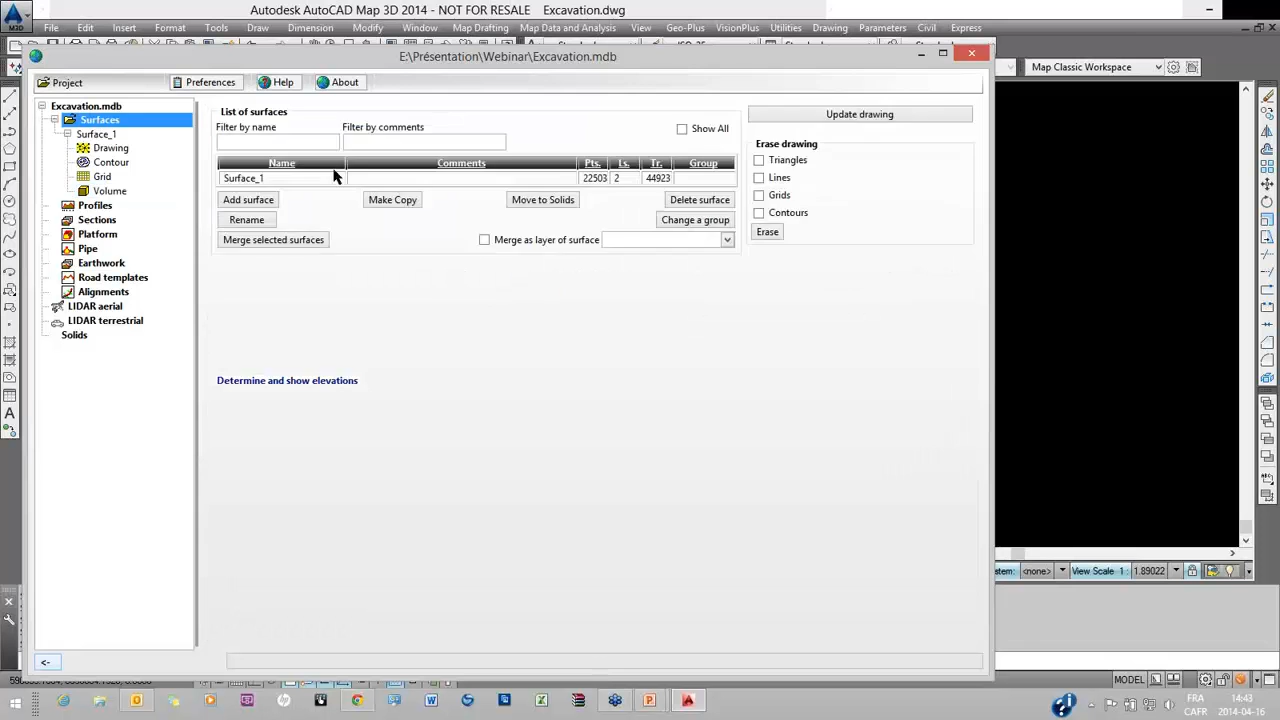 Autodesk AutoCAD Map 3D 2014 - NOT FOR RESALE Excavation.dwg
File Edit Insert Format Tools Draw Dimension Modify Window Map Drafting Map Data and Analysis View Geo-Plus VisionPlus Utilities Drawing Parameters Civil Express
E:\Présentation\Webinar\Excavation.mdb
Map Classic Workspace
Project Preferences Help About
Excavation.mdb
Surfaces
Surface_1
Drawing
Contour
Grid
Volume
Profiles
Sections
Platform
Pipe
Earthwork
Road templates
Alignments
LIDAR aerial
LIDAR terrestrial
Solids
<-
List of surfaces
Filter by name Filter by comments
Show All
Name Comments Pts. Ls. Tr. Group
Surface_1 22503 2 44923
Add surface Make Copy Move to Solids Delete surface
Rename Change a group
Merge selected surfaces Merge as layer of surface
Determine and show elevations
Update drawing
Erase drawing
Triangles
Lines
Grids
Contours
Erase
stem: <none> View Scale 1 : 1.89022
MODEL
FRA
CAFR
14:43
2014-04-16